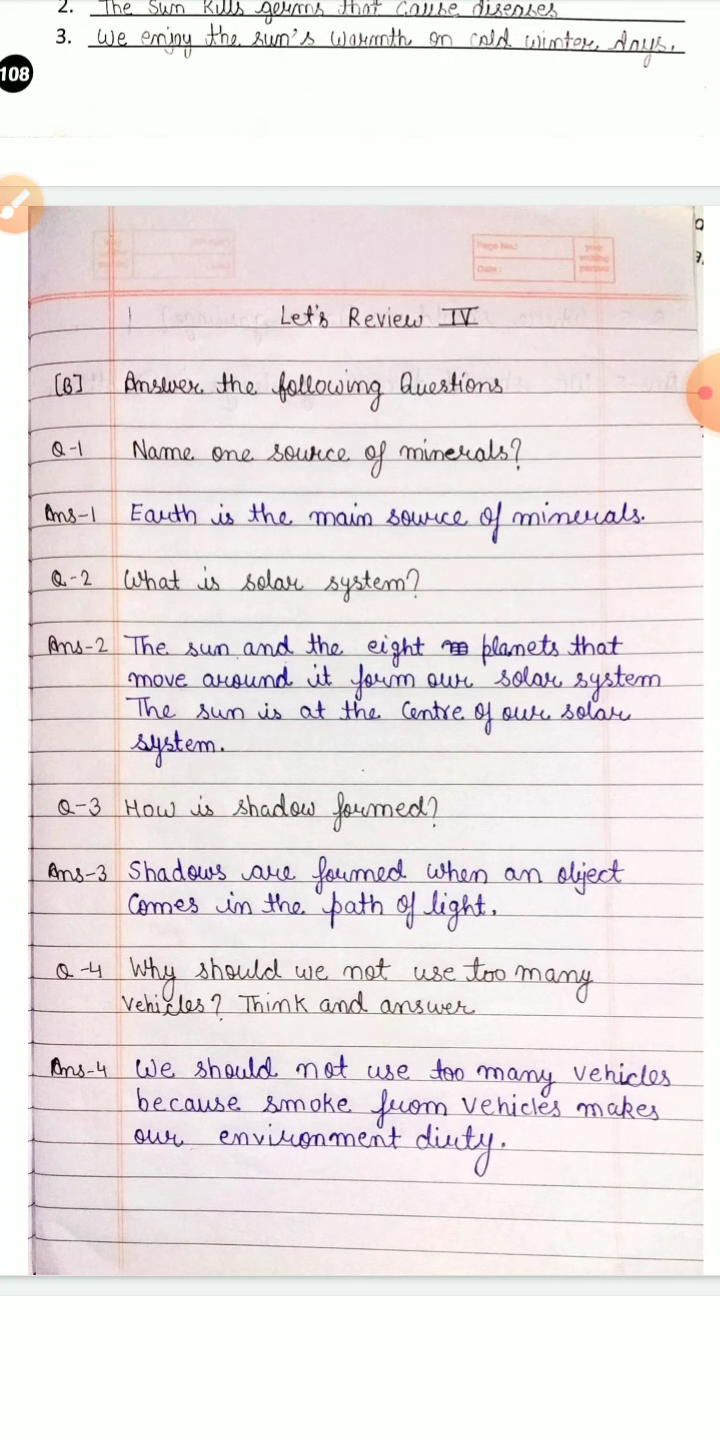 2. The Sun Kills germs that cause diseases
3. We enjoy the sun's warmth on cold winter days.
108
Page No.:
Date:
Let's Review IV
[B] Answer the following Questions
Q-1 Name one source of minerals?
Ans-1 Earth is the main source of minerals.
Q-2 What is solar system?
Ans-2 The sun and the eight planets that
move around it form our solar system
The sun is at the Centre of our solar
system.
Q-3 How is shadow formed?
Ans-3 Shadows are formed when an object
Comes in the path of light.
Q-4 Why should we not use too many
vehicles? Think and answer
Ans-4 We should not use too many vehicles
because smoke from vehicles makes
our environment dirty.